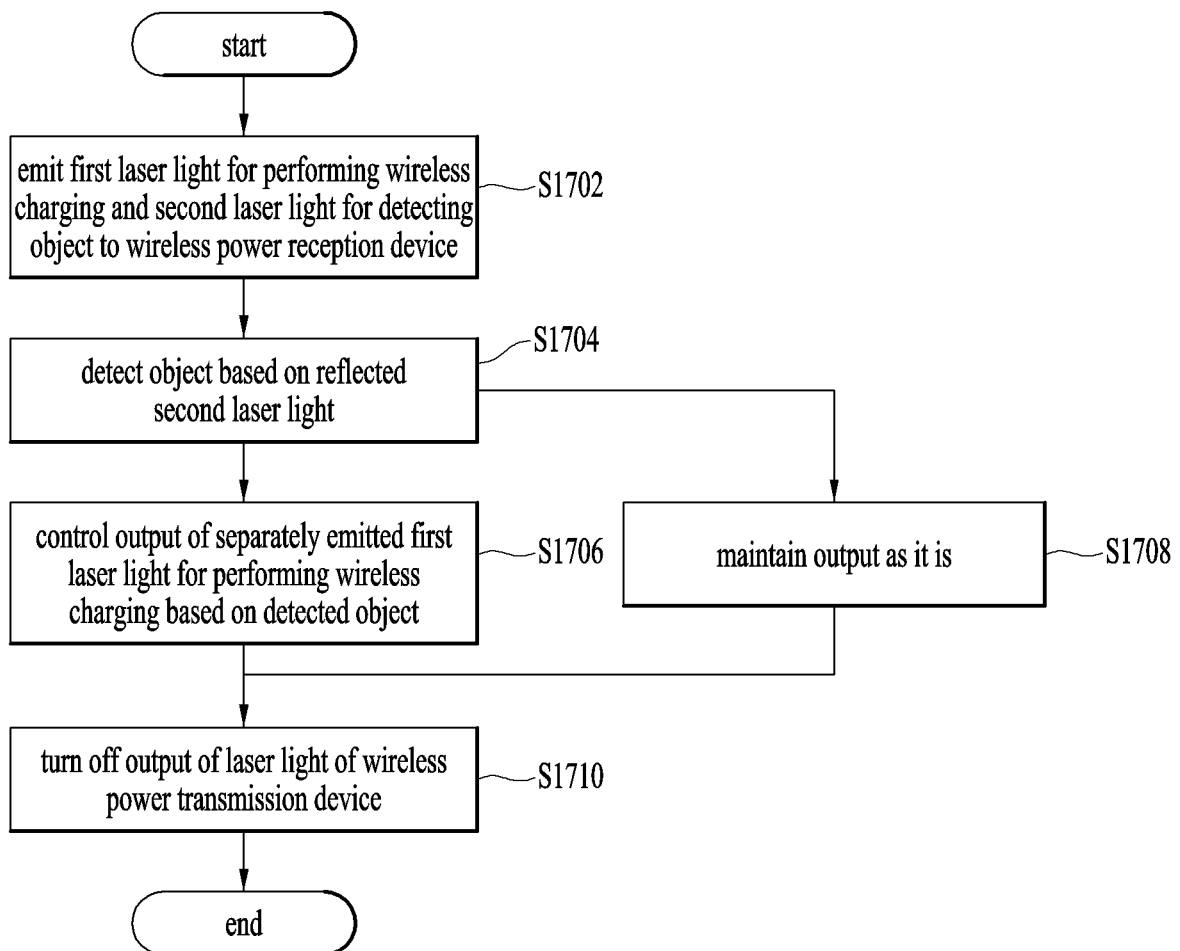 start
emit first laser light for performing wireless
charging and second laser light for detecting
object to wireless power reception device
S1702
detect object based on reflected
second laser light
S1704
control output of separately emitted first
laser light for performing wireless
charging based on detected object
S1706
maintain output as it is
S1708
turn off output of laser light of wireless
power transmission device
S1710
end